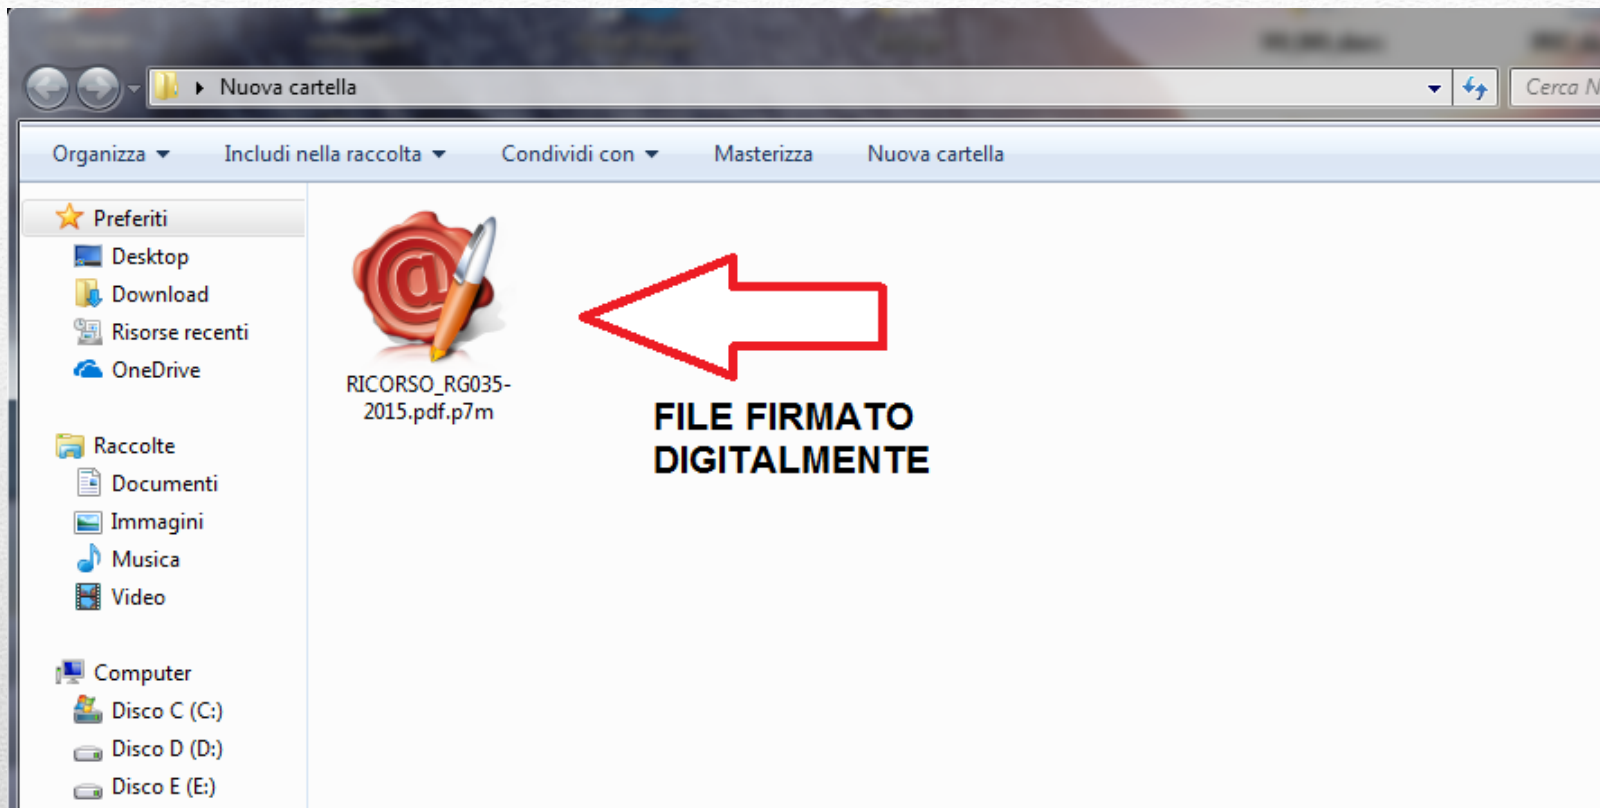 Nuova cartella
Cerca N
Organizza
Includi nella raccolta
Condividi con
Masterizza
Nuova cartella
Preferiti
Desktop
Download
Risorse recenti
OneDrive
Raccolte
Documenti
Immagini
Musica
Video
Computer
Disco C (C:)
Disco D (D:)
Disco E (E:)
RICORSO_RG035-
2015.pdf.p7m
FILE FIRMATO
DIGITALMENTE